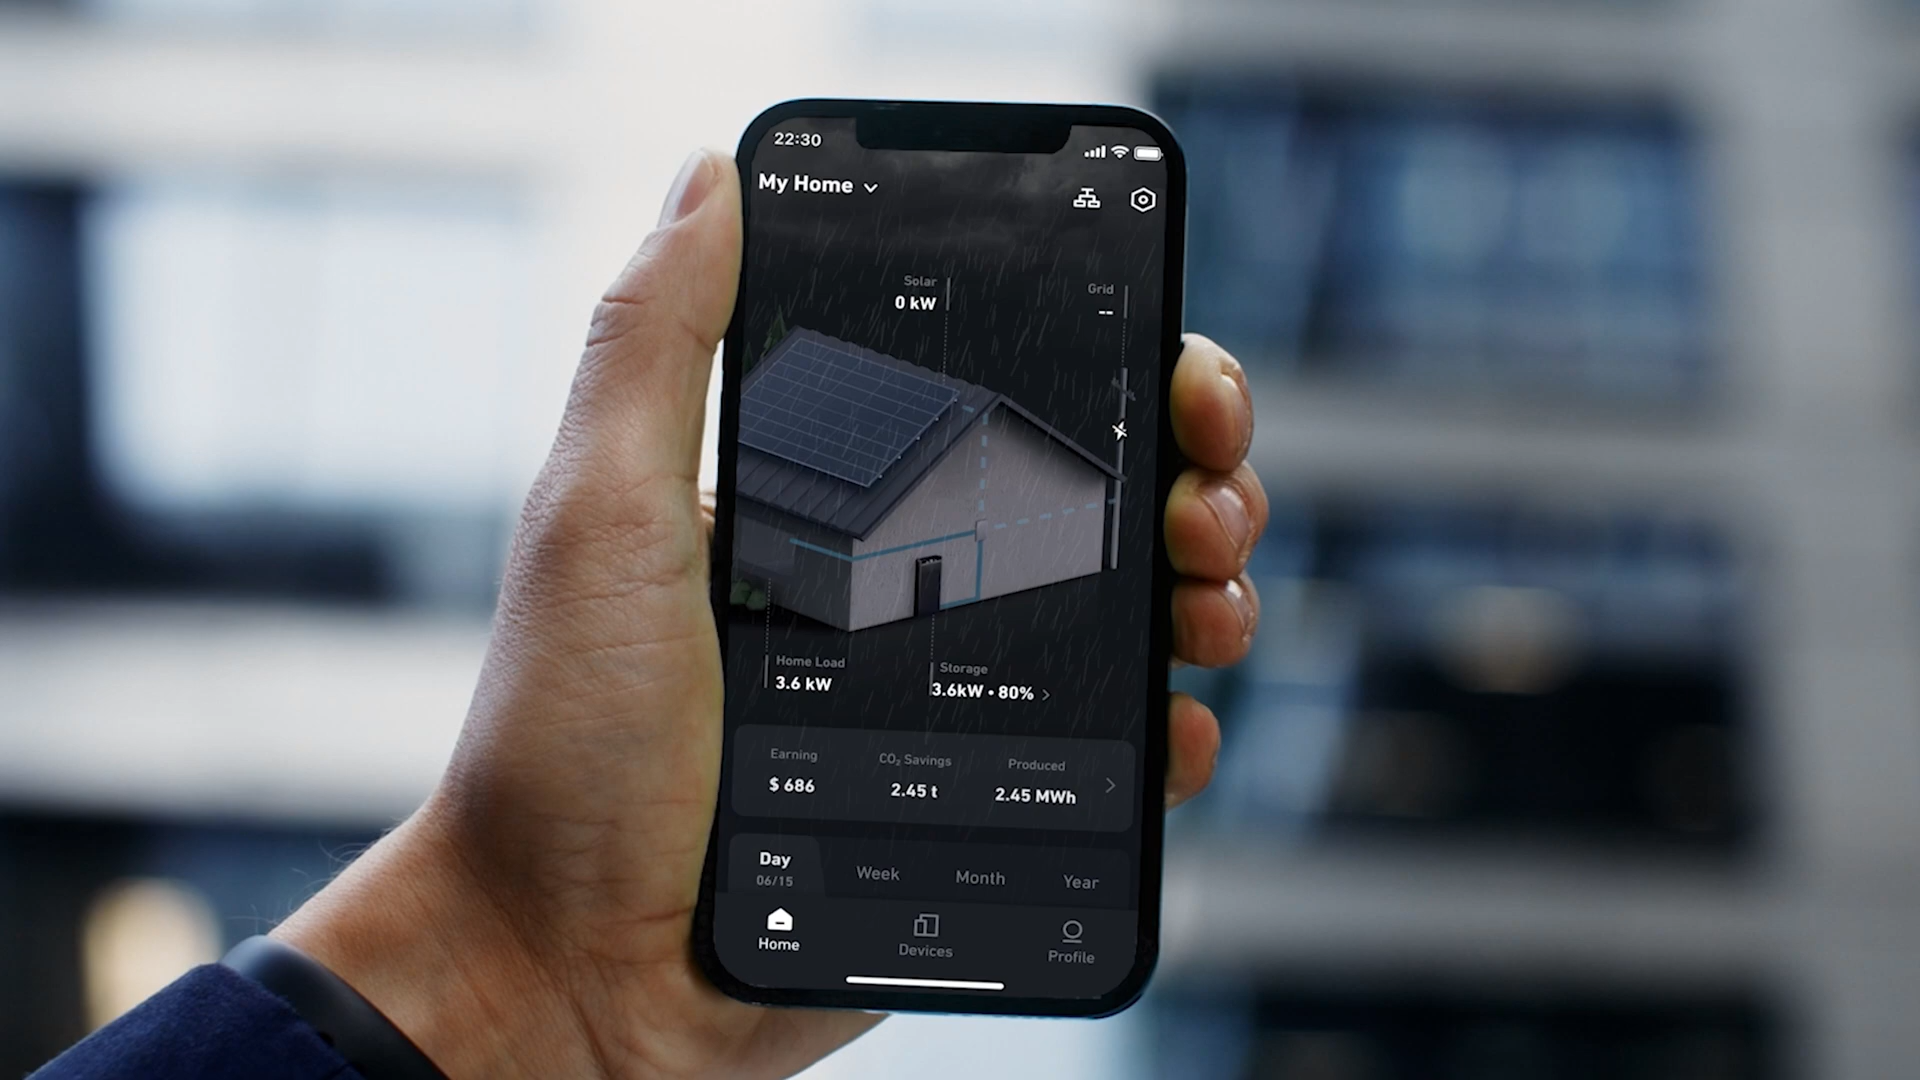 22:30
My Home
Solar
0 kW
Grid
--
Home Load
3.6 kW
Storage
3.6kW • 80%
Earning
$ 686
CO₂ Savings
2.45 t
Produced
2.45 MWh
Day
06/15
Week
Month
Year
Home
Devices
Profile